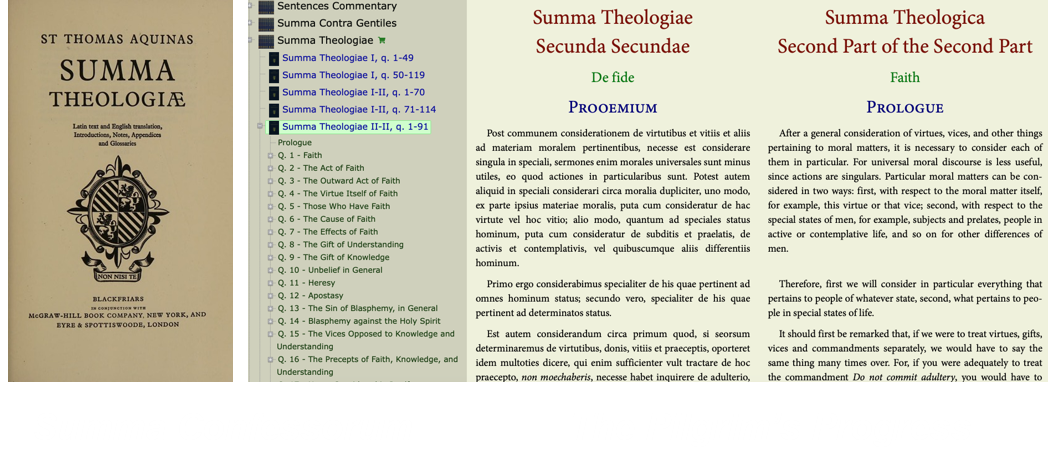 ST THOMAS AQUINAS
SUMMA
THEOLOGIÆ
Latin text and English translation,
Introductions, Notes, Appendices
and Glossaries
NON NISI TE
BLACKFRIARS
IN CONJUNCTION WITH
McGRAW-HILL BOOK COMPANY, NEW YORK, AND
EYRE & SPOTTISWOODE, LONDON
Sentences Commentary
Summa Contra Gentiles
Summa Theologiae
Summa Theologiae I, q. 1-49
Summa Theologiae I, q. 50-119
Summa Theologiae I-II, q. 1-70
Summa Theologiae I-II, q. 71-114
Summa Theologiae II-II, q. 1-91
Prologue
Q. 1 - Faith
Q. 2 - The Act of Faith
Q. 3 - The Outward Act of Faith
Q. 4 - The Virtue Itself of Faith
Q. 5 - Those Who Have Faith
Q. 6 - The Cause of Faith
Q. 7 - The Effects of Faith
Q. 8 - The Gift of Understanding
Q. 9 - The Gift of Knowledge
Q. 10 - Unbelief in General
Q. 11 - Heresy
Q. 12 - Apostasy
Q. 13 - The Sin of Blasphemy, in General
Q. 14 - Blasphemy against the Holy Spirit
Q. 15 - The Vices Opposed to Knowledge and
Understanding
Q. 16 - The Precepts of Faith, Knowledge, and
Understanding
Summa Theologiae
Secunda Secundae
De fide
Prooemium
Post communem considerationem de virtutibus et vitiis et aliis
ad materiam moralem pertinentibus, necesse est considerare
singula in speciali, sermones enim morales universales sunt minus
utiles, eo quod actiones in particularibus sunt. Potest autem
aliquid in speciali considerari circa moralia dupliciter, uno modo,
ex parte ipsius materiae moralis, puta cum consideratur de hac
virtute vel hoc vitio; alio modo, quantum ad speciales status
hominum, puta cum consideratur de subditis et praelatis, de
activis et contemplativis, vel quibuscumque aliis differentiis
hominum.
Primo ergo considerabimus specialiter de his quae pertinent ad
omnes hominum status; secundo vero, specialiter de his quae
pertinent ad determinatos status.
Est autem considerandum circa primum quod, si seorsum
determinaremus de virtutibus, donis, vitiis et praeceptis, oporteret
idem multoties dicere, qui enim sufficienter vult tractare de hoc
praecepto, non moechaberis, necesse habet inquirere de adulterio,
Summa Theologica
Second Part of the Second Part
Faith
Prologue
After a general consideration of virtues, vices, and other things
pertaining to moral matters, it is necessary to consider each of
them in particular. For universal moral discourse is less useful,
since actions are singulars. Particular moral matters can be con-
sidered in two ways: first, with respect to the moral matter itself,
for example, this virtue or that vice; second, with respect to the
special states of men, for example, subjects and prelates, people in
active or contemplative life, and so on for other differences of
men.
Therefore, first we will consider in particular everything that
pertains to people of whatever state, second, what pertains to peo-
ple in special states of life.
It should first be remarked that, if we were to treat virtues, gifts,
vices and commandments separately, we would have to say the
same thing many times over. For, if you were adequately to treat
the commandment Do not commit adultery, you would have to